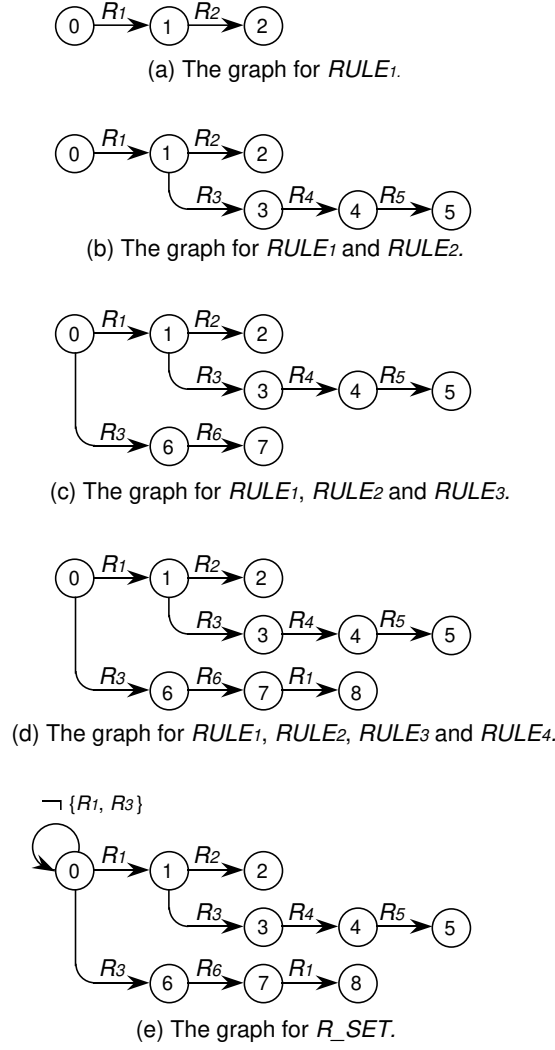 R1 R2
0 1 2
(a) The graph for RULE1.
R1 R2
0 1 2
R3 R4 R5
3 4 5
(b) The graph for RULE1 and RULE2.
R1 R2
0 1 2
R3 R4 R5
3 4 5
R3 R6
6 7
(c) The graph for RULE1, RULE2 and RULE3.
R1 R2
0 1 2
R3 R4 R5
3 4 5
R3 R6 R1
6 7 8
(d) The graph for RULE1, RULE2, RULE3 and RULE4.
¬ {R1, R3}
R1 R2
0 1 2
R3 R4 R5
3 4 5
R3 R6 R1
6 7 8
(e) The graph for R_SET.